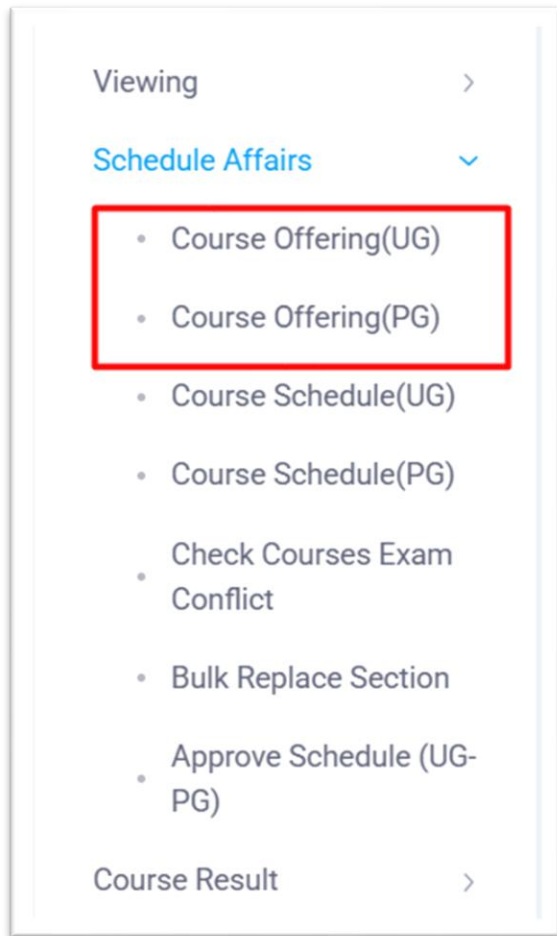 Viewing
Schedule Affairs
Course Offering(UG)
Course Offering(PG)
Course Schedule(UG)
Course Schedule(PG)
Check Courses Exam
Conflict
Bulk Replace Section
Approve Schedule (UG-
PG)
Course Result